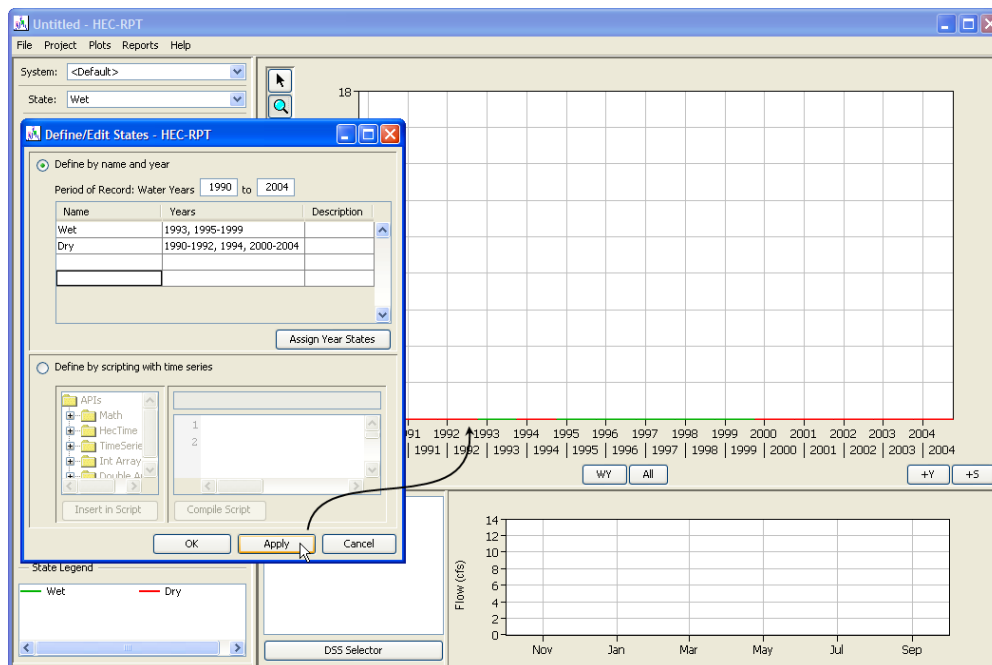 Untitled - HEC-RPT
File Project Plots Reports Help
System: <Default>
State: Wet
18
Define/Edit States - HEC-RPT
Define by name and year
Period of Record: Water Years 1990 to 2004
Name Years Description
Wet 1993, 1995-1999
Dry 1990-1992, 1994, 2000-2004
Assign Year States
Define by scripting with time series
APIs
Math
HecTime
TimeSerie
Int Array
Double A
1
2
Insert in Script Compile Script
OK Apply Cancel
91 1992 1993 1994 1995 1996 1997 1998 1999 2000 2001 2002 2003 2004
| 1991 | 1992 | 1993 | 1994 | 1995 | 1996 | 1997 | 1998 | 1999 | 2000 | 2001 | 2002 | 2003 | 2004
WY All +Y +S
State Legend
Wet Dry
DSS Selector
Flow (cfs)
14
12
10
8
6
4
2
0
Nov Jan Mar May Jul Sep